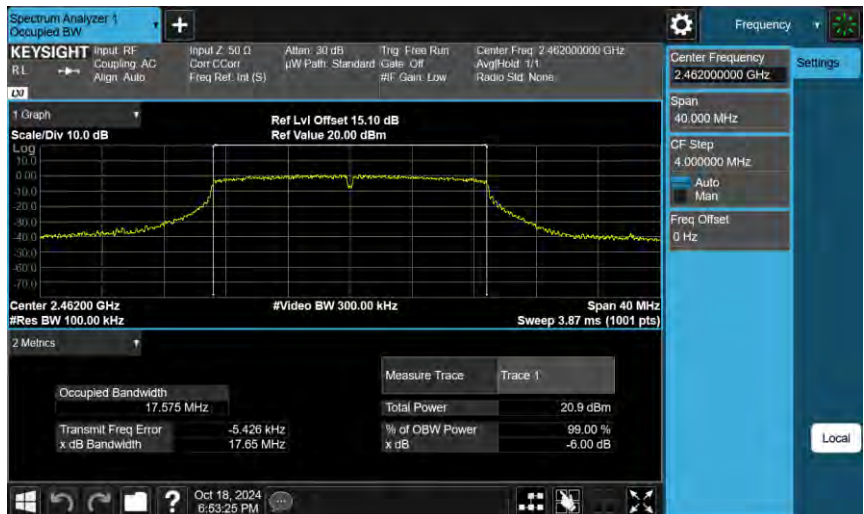 Spectrum Analyzer 1
Occupied BW
Frequency
KEYSIGHT
RL
LXI
Input: RF
Coupling: AC
Align: Auto
Input Z: 50 Ω
Corr CCorr
Freq Ref: Int (S)
Atten: 30 dB
µW Path: Standard
Trig: Free Run
Gate: Off
#IF Gain: Low
Center Freq: 2.462000000 GHz
Avg|Hold: 1/1
Radio Std: None
Center Frequency
2.462000000 GHz
Settings
Span
40.000 MHz
CF Step
4.000000 MHz
Auto
Man
Freq Offset
0 Hz
Local
1 Graph
Scale/Div 10.0 dB
Ref Lvl Offset 15.10 dB
Ref Value 20.00 dBm
Log
10.0
0.00
-10.0
-20.0
-30.0
-40.0
-50.0
-60.0
-70.0
Center 2.46200 GHz
#Video BW 300.00 kHz
Span 40 MHz
#Res BW 100.00 kHz
Sweep 3.87 ms (1001 pts)
2 Metrics
Measure Trace
Trace 1
Occupied Bandwidth
17.575 MHz
Total Power
20.9 dBm
Transmit Freq Error
-5.426 kHz
% of OBW Power
99.00 %
x dB Bandwidth
17.65 MHz
x dB
-6.00 dB
?
Oct 18, 2024
6:53:25 PM